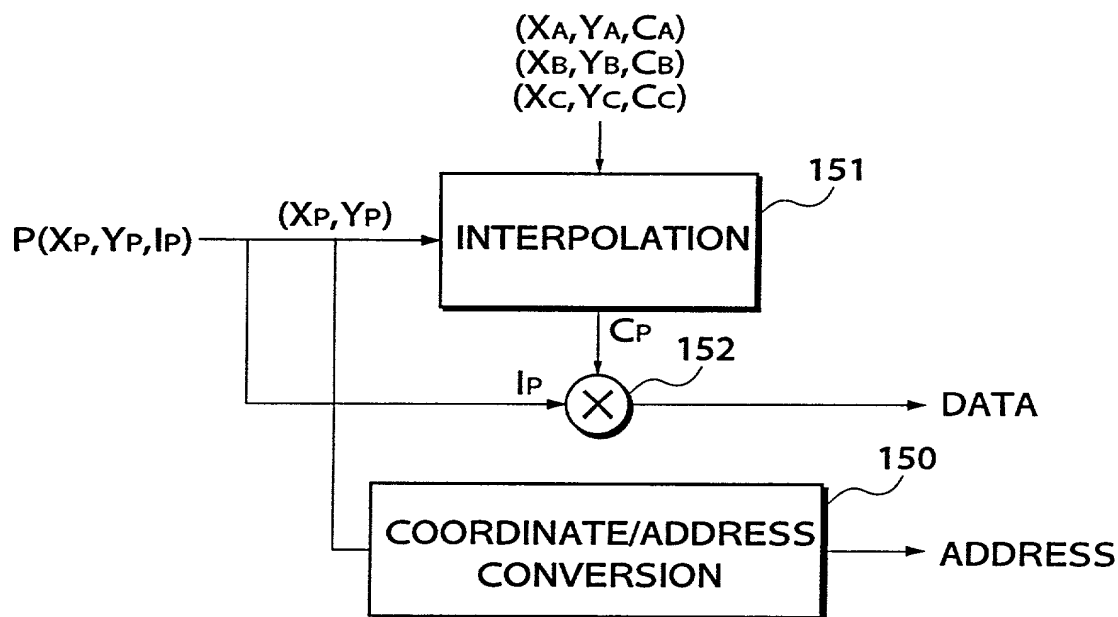 (XA,YA,CA)
(XB,YB,CB)
(XC,YC,CC)
151
(XP,YP)
P(XP,YP,IP)
INTERPOLATION
CP
152
IP
DATA
150
COORDINATE/ADDRESS
CONVERSION
ADDRESS